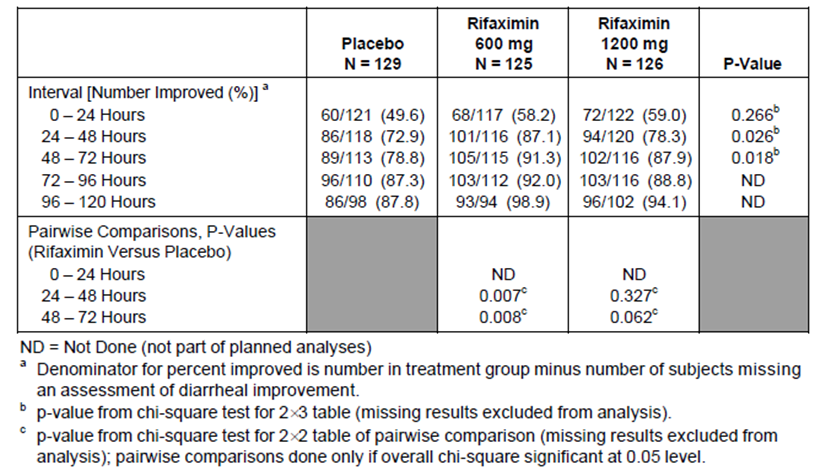 Placebo N = 129 Rifaximin 600 mg N = 125 Rifaximin 1200 mg N = 126 P-Value
Interval [Number Improved (%)] a
0 – 24 Hours 60/121 (49.6) 68/117 (58.2) 72/122 (59.0) 0.266b
24 – 48 Hours 86/118 (72.9) 101/116 (87.1) 94/120 (78.3) 0.026b
48 – 72 Hours 89/113 (78.8) 105/115 (91.3) 102/116 (87.9) 0.018b
72 – 96 Hours 96/110 (87.3) 103/112 (92.0) 103/116 (88.8) ND
96 – 120 Hours 86/98 (87.8) 93/94 (98.9) 96/102 (94.1) ND
Pairwise Comparisons, P-Values
(Rifaximin Versus Placebo)
0 – 24 Hours ND ND
24 – 48 Hours 0.007c 0.327c
48 – 72 Hours 0.008c 0.062c
ND = Not Done (not part of planned analyses)
a Denominator for percent improved is number in treatment group minus number of subjects missing
an assessment of diarrheal improvement.
b p-value from chi-square test for 2×3 table (missing results excluded from analysis).
c p-value from chi-square test for 2×2 table of pairwise comparison (missing results excluded from
analysis); pairwise comparisons done only if overall chi-square significant at 0.05 level.